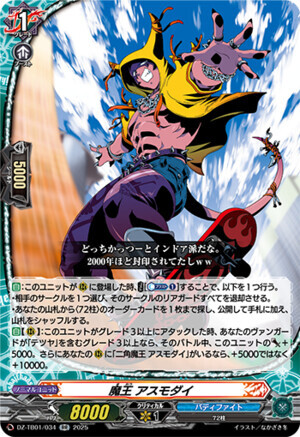 1
グレード
ブースト
5000
どっちかっつーとインドア派だな。
2000年ほど封印されてたしww
自:このユニットがRに登場した時、【コスト】[CB1]することで、以下を1つ行う。
・相手のサークルを1つ選び、そのサークルのリアガードすべてを退却させる。
・あなたの山札から《72柱》のオーダーカードを1枚まで探し、公開して手札に加え、
山札をシャッフルする。
自R:このユニットがグレード3以上にアタックした時、あなたのヴァンガー
ドが「テツヤ」を含むグレード3以上なら、そのバトル中、このユニットのパワー+
5000。さらにあなたの「二角魔王 アスモダイ」がいるなら、+5000ではなく
+10000。
ノーマルユニット
魔王 アスモダイ
パワー
8000
クリティカル
1
バディファイト
72柱
DZ-TB01/034 RR 2025
イラスト/なかざき冬